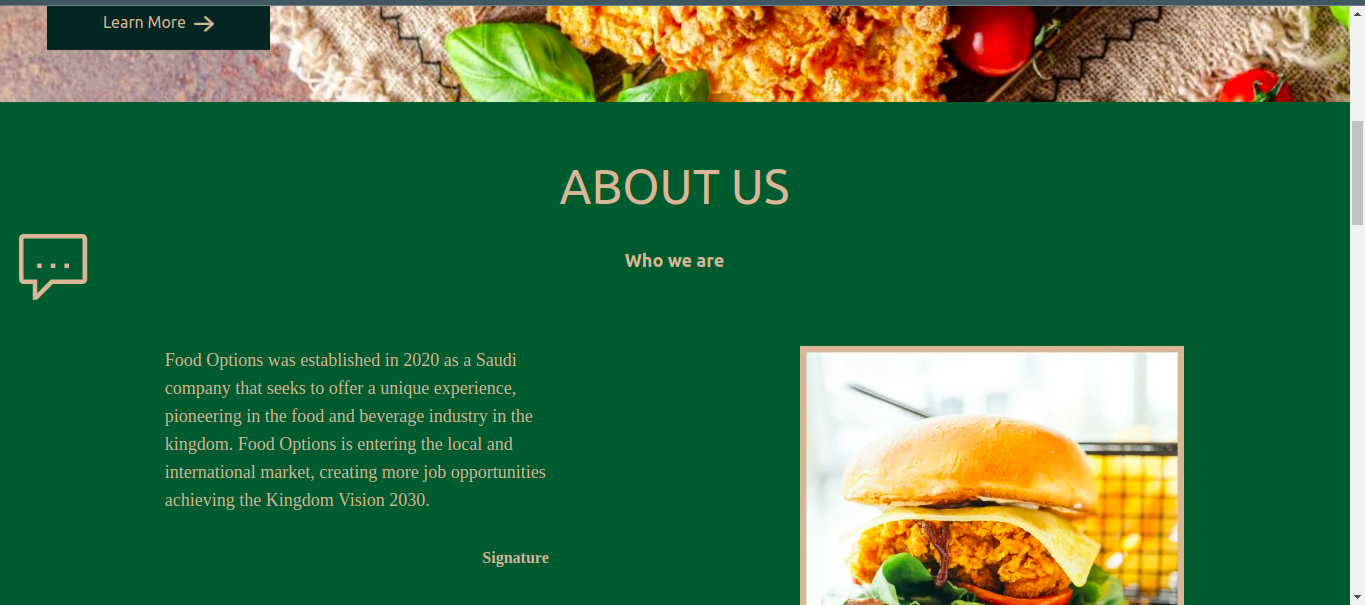 Learn More
ABOUT US
Who we are
Food Options was established in 2020 as a Saudi
company that seeks to offer a unique experience,
pioneering in the food and beverage industry in the
kingdom. Food Options is entering the local and
international market, creating more job opportunities
achieving the Kingdom Vision 2030.
Signature